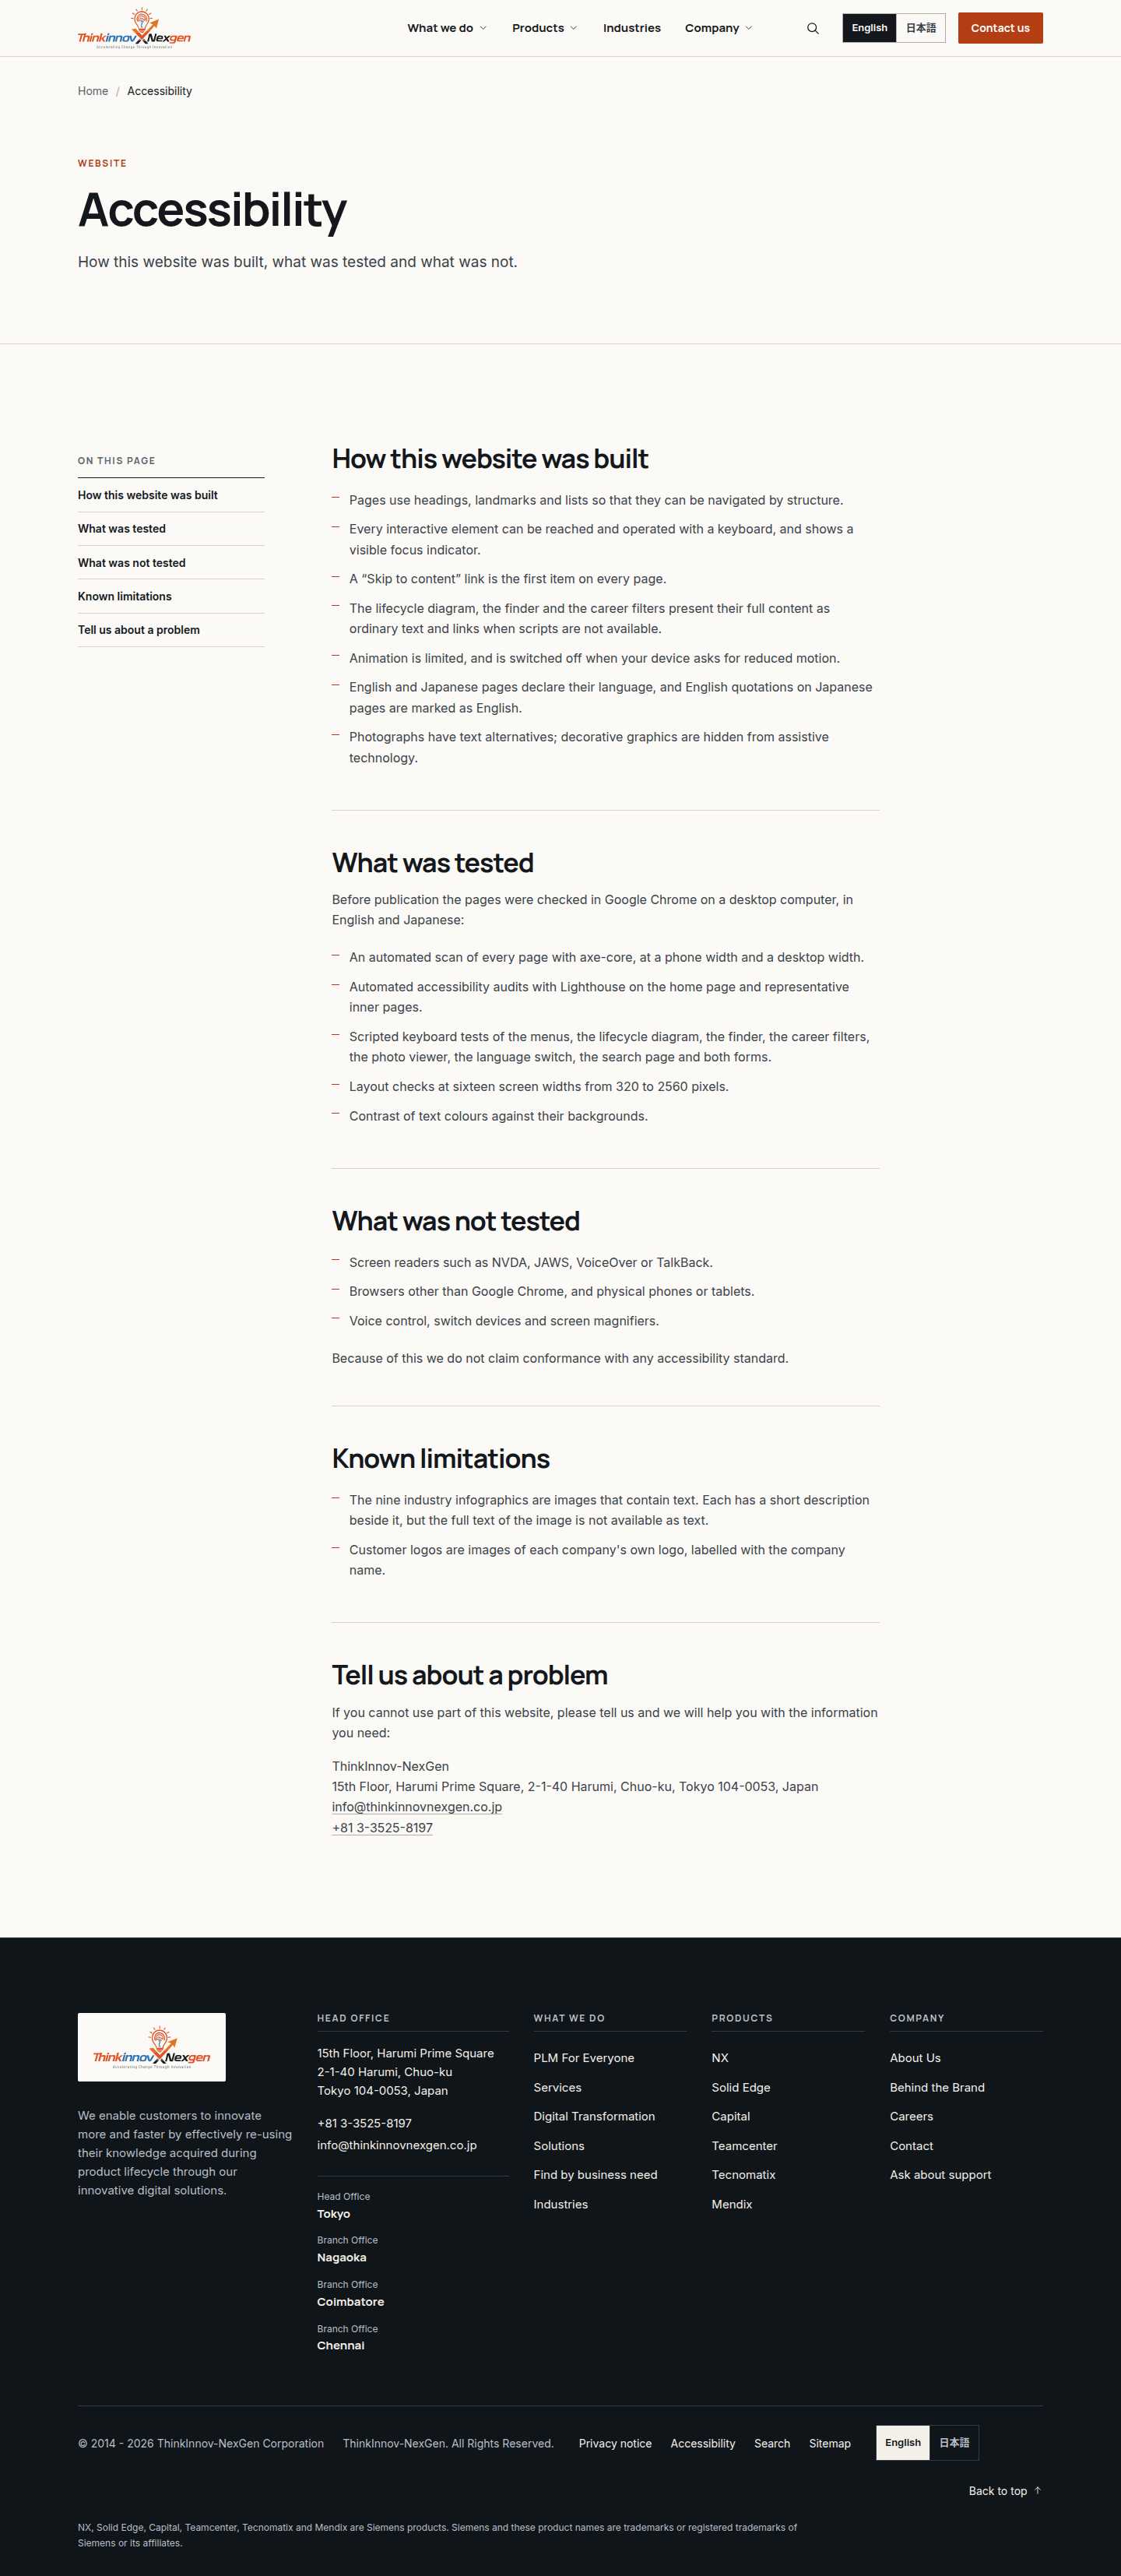 ThinkinnovXNexgen
Accelerating Change Through Innovation
What we do
Products
Industries
Company
English
日本語
Contact us
Home / Accessibility
WEBSITE
Accessibility
How this website was built, what was tested and what was not.
ON THIS PAGE
How this website was built
What was tested
What was not tested
Known limitations
Tell us about a problem
How this website was built
Pages use headings, landmarks and lists so that they can be navigated by structure.
Every interactive element can be reached and operated with a keyboard, and shows a
visible focus indicator.
A “Skip to content” link is the first item on every page.
The lifecycle diagram, the finder and the career filters present their full content as
ordinary text and links when scripts are not available.
Animation is limited, and is switched off when your device asks for reduced motion.
English and Japanese pages declare their language, and English quotations on Japanese
pages are marked as English.
Photographs have text alternatives; decorative graphics are hidden from assistive
technology.
What was tested
Before publication the pages were checked in Google Chrome on a desktop computer, in
English and Japanese:
An automated scan of every page with axe-core, at a phone width and a desktop width.
Automated accessibility audits with Lighthouse on the home page and representative
inner pages.
Scripted keyboard tests of the menus, the lifecycle diagram, the finder, the career filters,
the photo viewer, the language switch, the search page and both forms.
Layout checks at sixteen screen widths from 320 to 2560 pixels.
Contrast of text colours against their backgrounds.
What was not tested
Screen readers such as NVDA, JAWS, VoiceOver or TalkBack.
Browsers other than Google Chrome, and physical phones or tablets.
Voice control, switch devices and screen magnifiers.
Because of this we do not claim conformance with any accessibility standard.
Known limitations
The nine industry infographics are images that contain text. Each has a short description
beside it, but the full text of the image is not available as text.
Customer logos are images of each company's own logo, labelled with the company
name.
Tell us about a problem
If you cannot use part of this website, please tell us and we will help you with the information
you need:
ThinkInnov-NexGen
15th Floor, Harumi Prime Square, 2-1-40 Harumi, Chuo-ku, Tokyo 104-0053, Japan
info@thinkinnovnexgen.co.jp
+81 3-3525-8197
ThinkinnovXNexgen
Accelerating Change Through Innovation
We enable customers to innovate
more and faster by effectively re-using
their knowledge acquired during
product lifecycle through our
innovative digital solutions.
HEAD OFFICE
15th Floor, Harumi Prime Square
2-1-40 Harumi, Chuo-ku
Tokyo 104-0053, Japan
+81 3-3525-8197
info@thinkinnovnexgen.co.jp
Head Office
Tokyo
Branch Office
Nagaoka
Branch Office
Coimbatore
Branch Office
Chennai
WHAT WE DO
PLM For Everyone
Services
Digital Transformation
Solutions
Find by business need
Industries
PRODUCTS
NX
Solid Edge
Capital
Teamcenter
Tecnomatix
Mendix
COMPANY
About Us
Behind the Brand
Careers
Contact
Ask about support
© 2014 - 2026 ThinkInnov-NexGen Corporation
ThinkInnov-NexGen. All Rights Reserved.
Privacy notice
Accessibility
Search
Sitemap
English
日本語
Back to top ↑
NX, Solid Edge, Capital, Teamcenter, Tecnomatix and Mendix are Siemens products. Siemens and these product names are trademarks or registered trademarks of
Siemens or its affiliates.